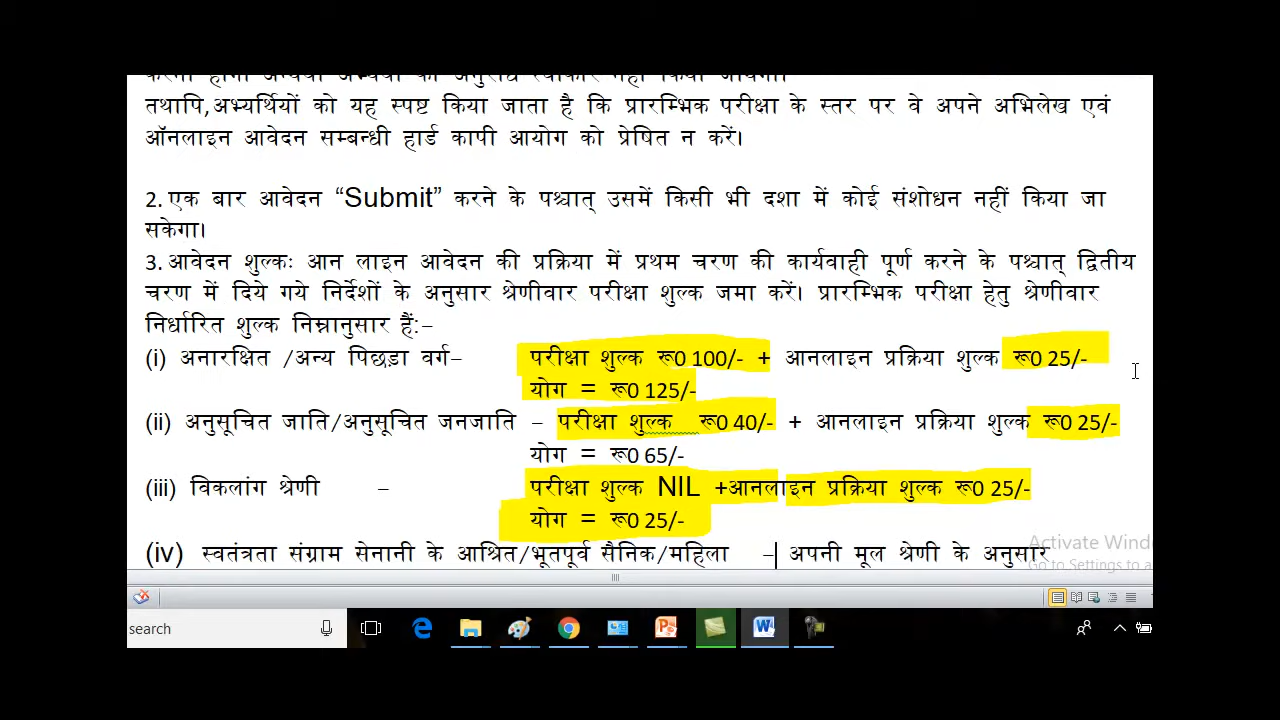 तथापि,अभ्यर्थियों को यह स्पष्ट किया जाता है कि प्रारम्भिक परीक्षा के स्तर पर वे अपने अभिलेख एवं
ऑनलाइन आवेदन सम्बन्धी हार्ड कापी आयोग को प्रेषित न करें।
2. एक बार आवेदन “Submit” करने के पश्चात् उसमें किसी भी दशा में कोई संशोधन नहीं किया जा
सकेगा।
3. आवेदन शुल्कः आन लाइन आवेदन की प्रक्रिया में प्रथम चरण की कार्यवाही पूर्ण करने के पश्चात् द्वितीय
चरण में दिये गये निर्देशों के अनुसार श्रेणीवार परीक्षा शुल्क जमा करें। प्रारम्भिक परीक्षा हेतु श्रेणीवार
निर्धारित शुल्क निम्नानुसार हैं:–
(i) अनारक्षित /अन्य पिछड़ा वर्ग– परीक्षा शुल्क रू0 100/- + आनलाइन प्रक्रिया शुल्क रू0 25/-
योग = रू0 125/-
(ii) अनुसूचित जाति/अनुसूचित जनजाति – परीक्षा शुल्क रू0 40/- + आनलाइन प्रक्रिया शुल्क रू0 25/-
योग = रू0 65/-
(iii) विकलांग श्रेणी – परीक्षा शुल्क NIL +आनलाइन प्रक्रिया शुल्क रू0 25/-
योग = रू0 25/-
(iv) स्वतंत्रता संग्राम सेनानी के आश्रित/भूतपूर्व सैनिक/महिला – अपनी मूल श्रेणी के अनुसार
Activate Wind
Go to Settings to a
search